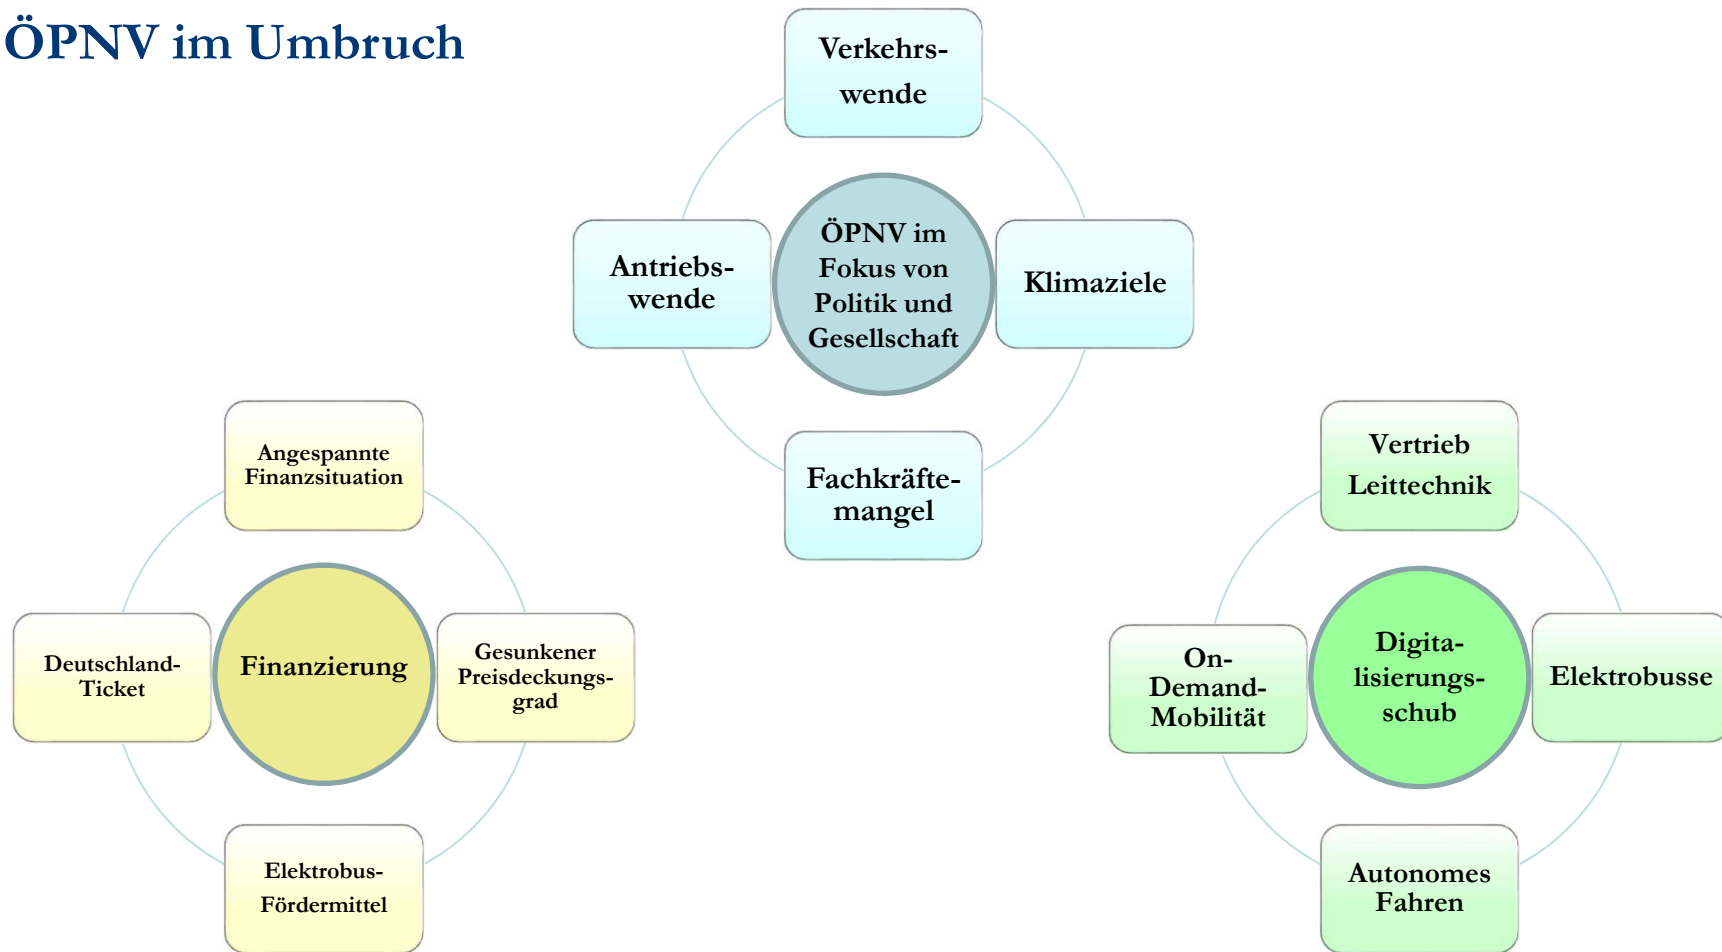 ÖPNV im Umbruch
Verkehrs-
wende
Antriebs-
wende
ÖPNV im
Fokus von
Politik und
Gesellschaft
Klimaziele
Fachkräfte-
mangel
Angespannte
Finanzsituation
Deutschland-
Ticket
Finanzierung
Gesunkener
Preisdeckungs-
grad
Elektrobus-
Fördermittel
Vertrieb
Leittechnik
On-
Demand-
Mobilität
Digita-
lisierungs-
schub
Elektrobusse
Autonomes
Fahren